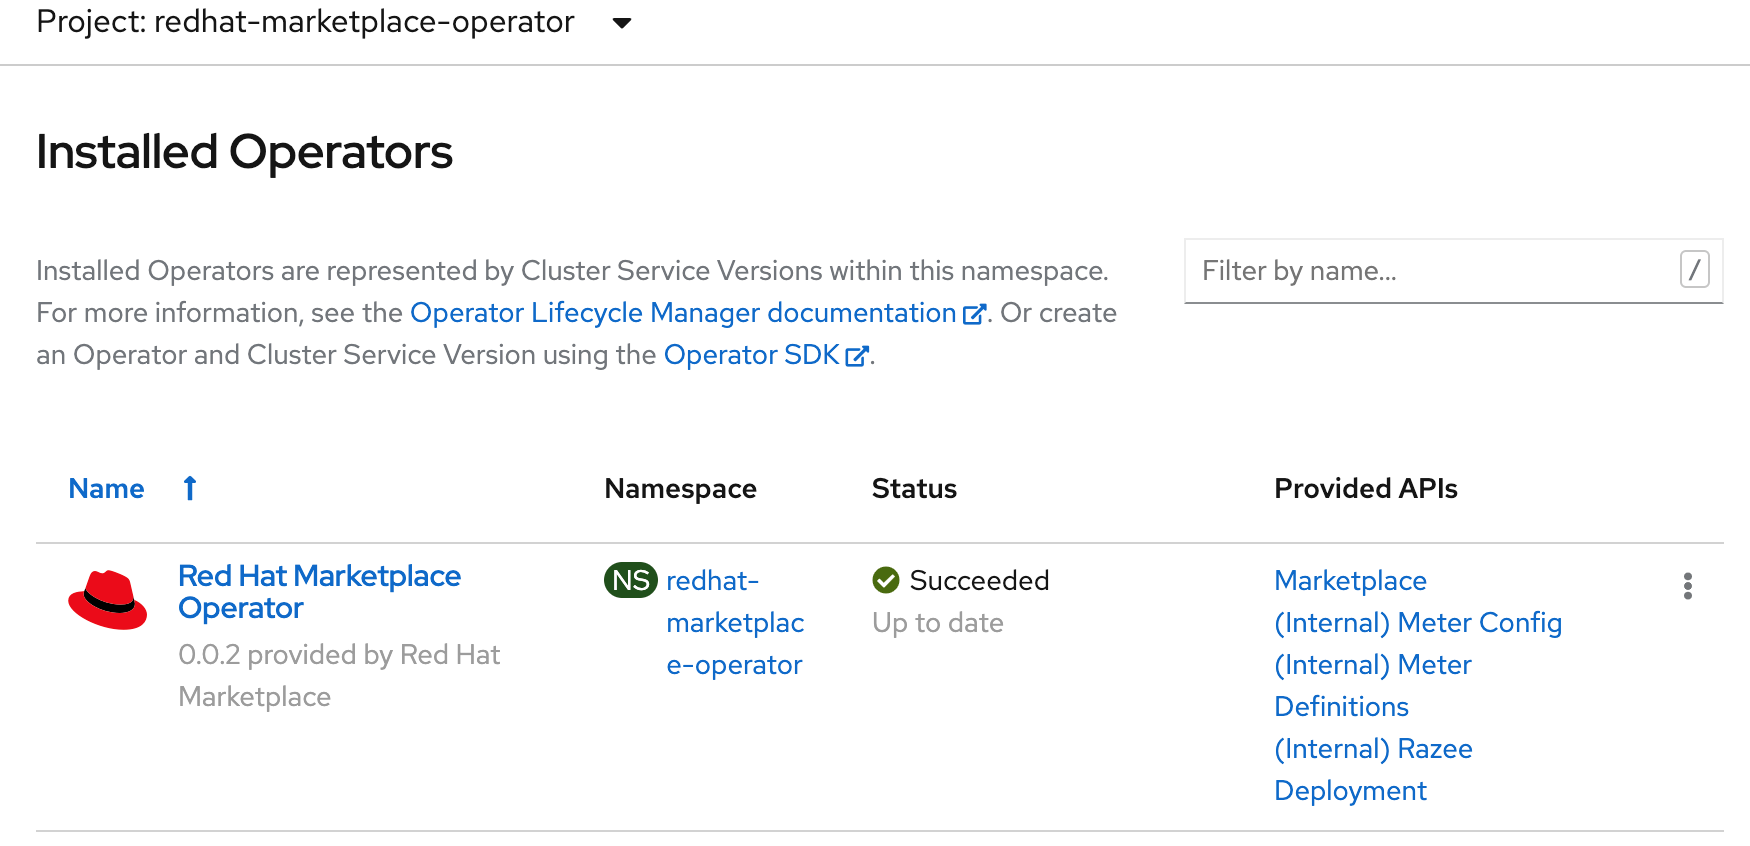 Project: redhat-marketplace-operator
Installed Operators
Installed Operators are represented by Cluster Service Versions within this namespace.
For more information, see the Operator Lifecycle Manager documentation. Or create
an Operator and Cluster Service Version using the Operator SDK.
Filter by name...
/
Name
Namespace
Status
Provided APIs
Red Hat Marketplace
Operator
0.0.2 provided by Red Hat
Marketplace
NS
redhat-
marketplac
e-operator
Succeeded
Up to date
Marketplace
(Internal) Meter Config
(Internal) Meter
Definitions
(Internal) Razee
Deployment